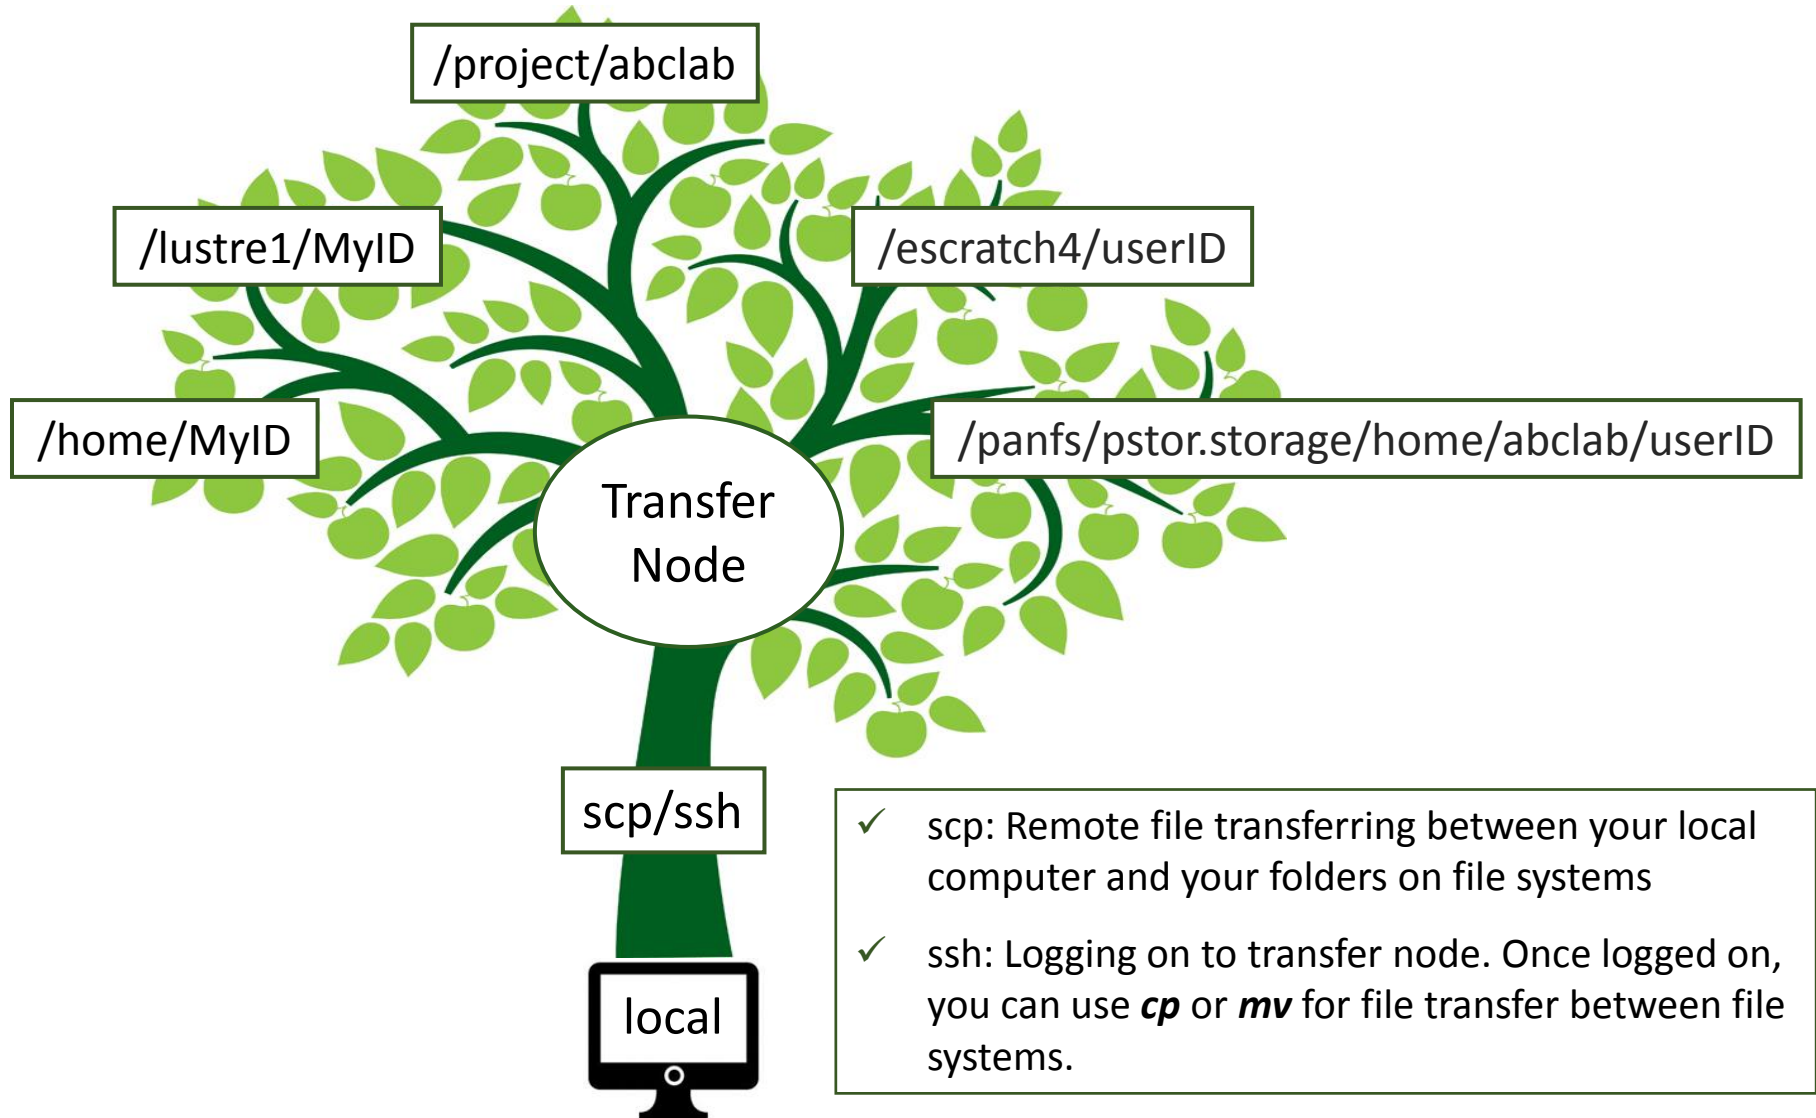 /project/abclab
/lustre1/MyID
/escratch4/userID
/home/MyID
/panfs/pstor.storage/home/abclab/userID
Transfer
Node
scp/ssh
local
✓ scp: Remote file transferring between your local
computer and your folders on file systems
✓ ssh: Logging on to transfer node. Once logged on,
you can use cp or mv for file transfer between file
systems.